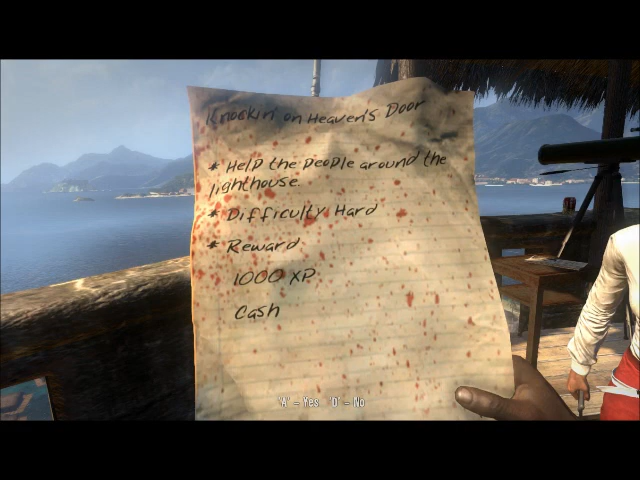 Knockin' on Heaven's Door
* Help the people around the
lighthouse.
* Difficulty Hard
* Reward
1000 XP
Cash
'A' - Yes 'D' - No